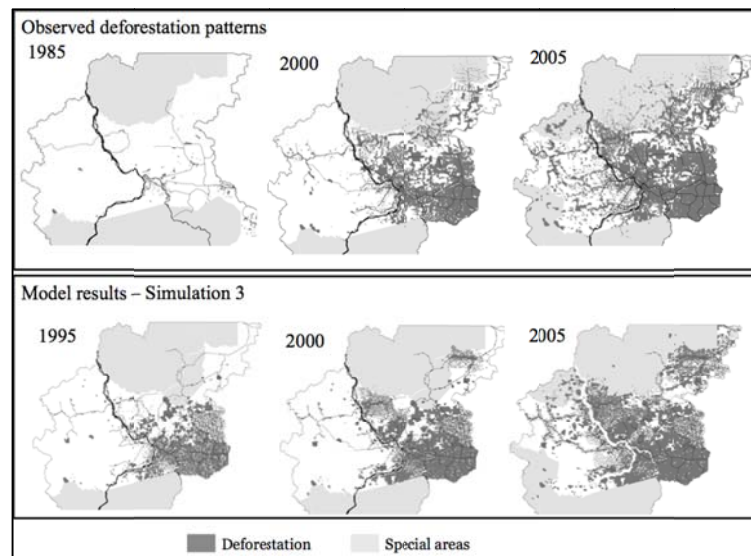 Observed deforestation patterns
1985
2000
2005
Model results – Simulation 3
1995
2000
2005
Deforestation
Special areas